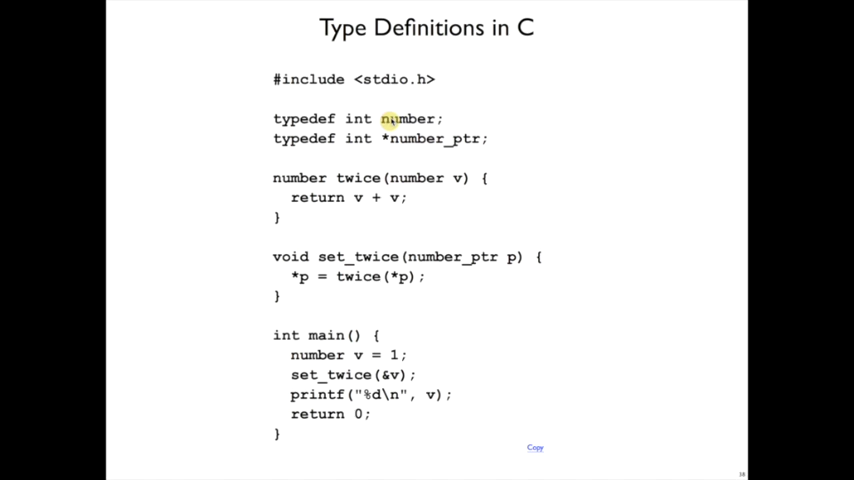 Type Definitions in C
#include <stdio.h>
typedef int number;
typedef int *number_ptr;
number twice(number v) {
  return v + v;
}
void set_twice(number_ptr p) {
  *p = twice(*p);
}
int main() {
  number v = 1;
  set_twice(&v);
  printf("%d\n", v);
  return 0;
}
Copy
38